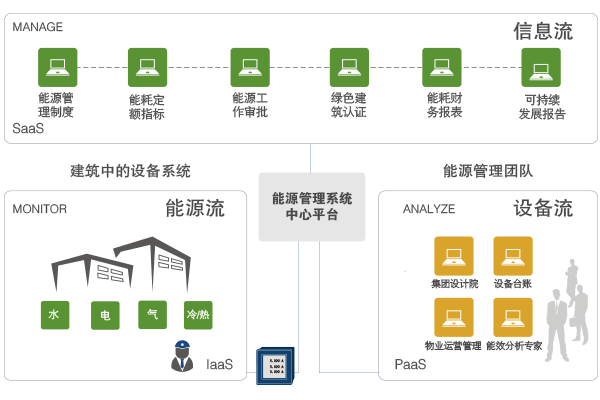 MANAGE
信息流
能源管
理制度
能耗定
额指标
能源工
作审批
绿色建
筑认证
能耗财
务报表
可持续
发展报告
SaaS
建筑中的设备系统
能源管理系统
中心平台
能源管理团队
MONITOR
能源流
水
电
气
冷/热
IaaS
ANALYZE
设备流
集团设计院
设备台账
物业运营管理
能效分析专家
PaaS